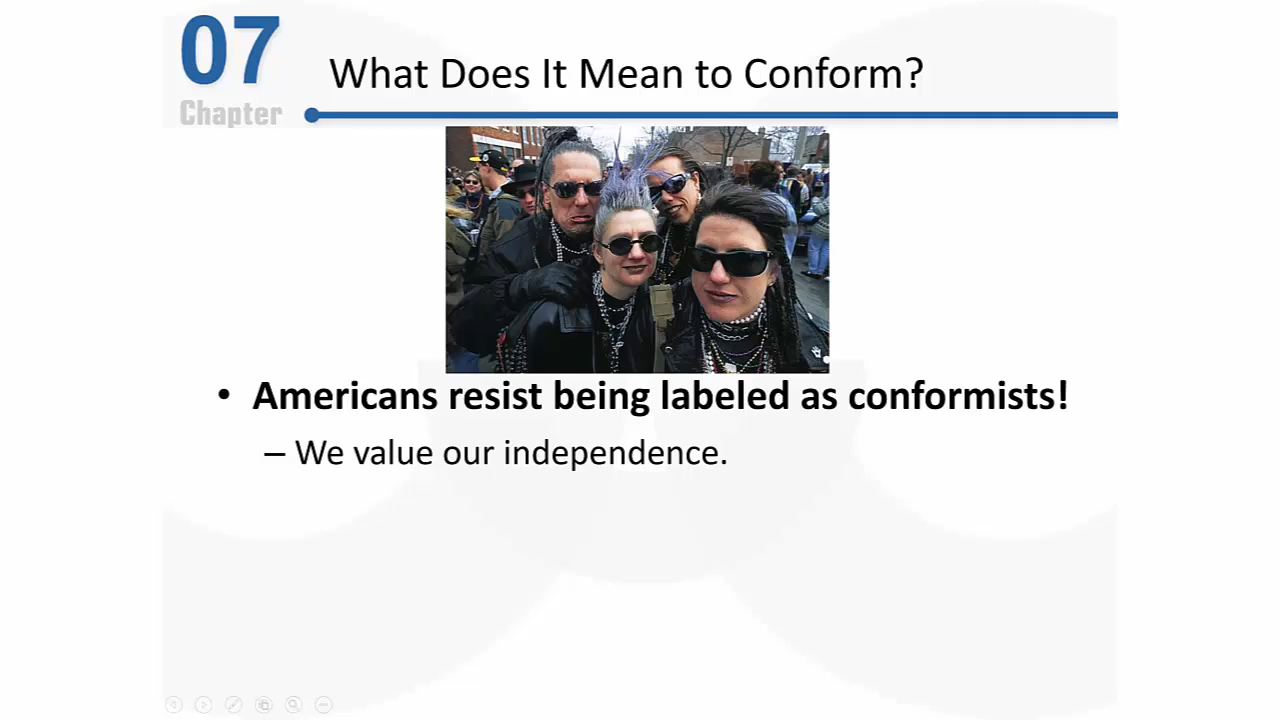 07
Chapter
What Does It Mean to Conform?
• Americans resist being labeled as conformists!
– We value our independence.